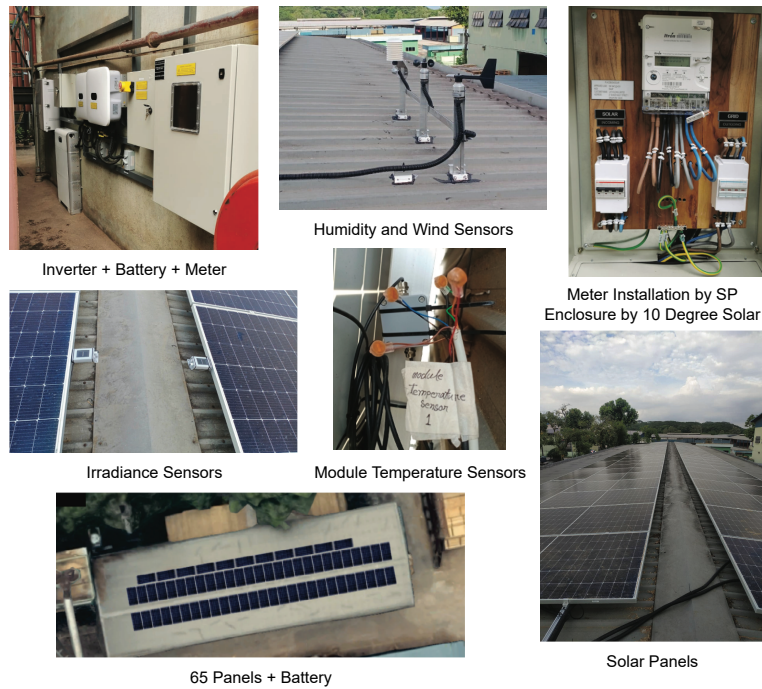 Inverter + Battery + Meter
Humidity and Wind Sensors
SOLAR
Meter Installation by SP
Enclosure by 10 Degree Solar
Irradiance Sensors
module
Temperature
Sensor
1
Module Temperature Sensors
65 Panels + Battery
Solar Panels